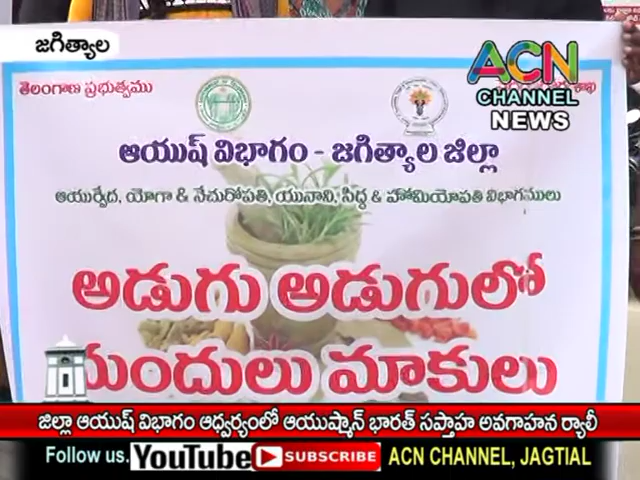 జగిత్యాల
ACN
CHANNEL
NEWS
తెలంగాణ ప్రభుత్వము
ఆయుష్ విభాగం - జగిత్యాల జిల్లా
ఆయుర్వేద, యోగా & నేచురోపతి, యునాని, సిద్ధ & హోమియోపతి విభాగములు
అడుగు అడుగులో
మందులు మాకులు
జిల్లా ఆయుష్ విభాగం ఆధ్వర్యంలో ఆయుష్మాన్ భారత్ సప్తాహ అవగాహన ర్యాలీ
Follow us. YouTube SUBSCRIBE ACN CHANNEL, JAGTIAL